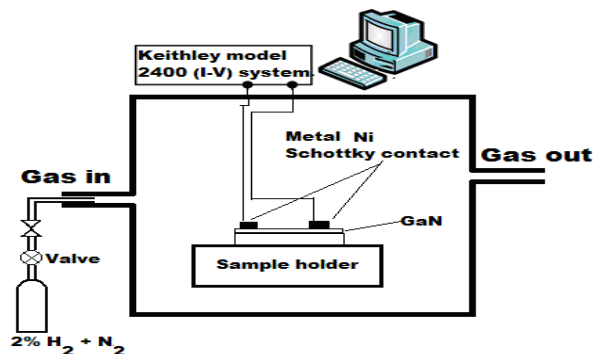 Keithley model
2400 (I-V) system.
Metal Ni
Schottky contact
Gas out
Gas in
GaN
Valve
Sample holder
2% H₂ + N₂